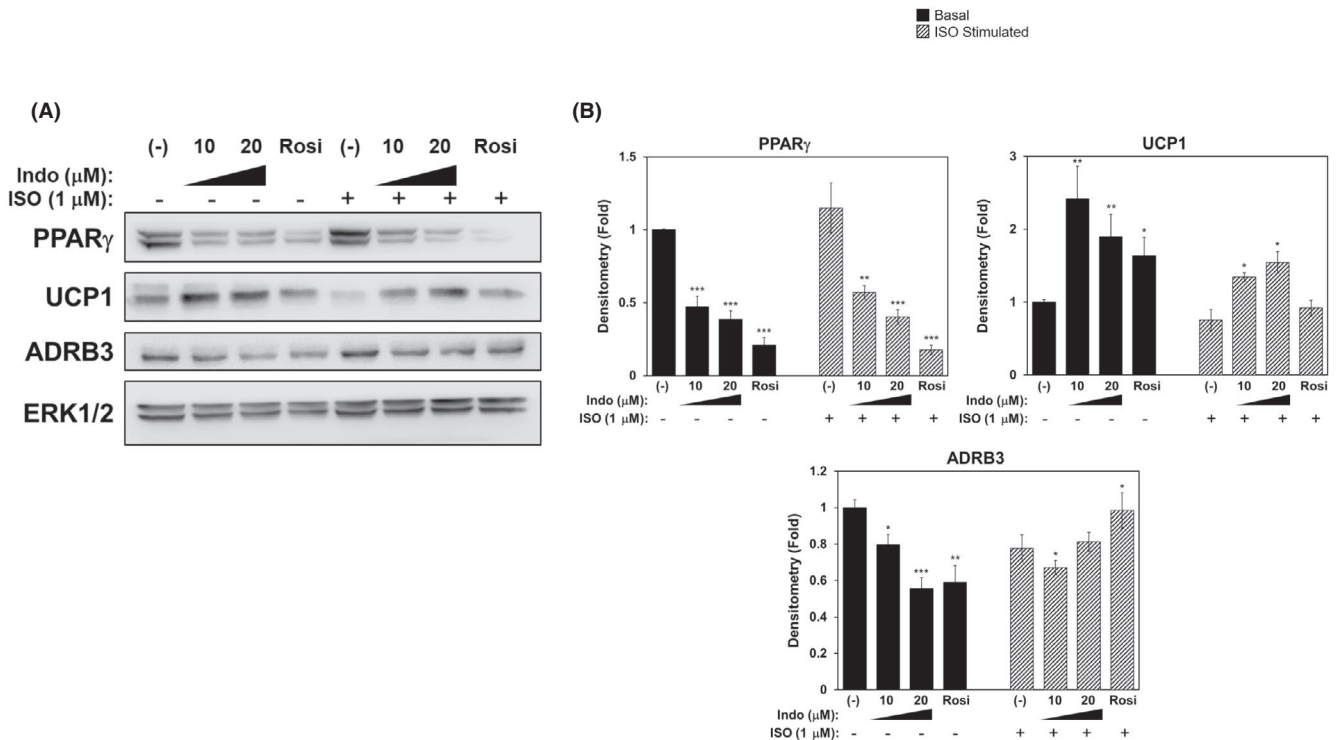 Basal
ISO Stimulated
(A)
(-) 10 20 Rosi (-) 10 20 Rosi
Indo (μM):
ISO (1 μM): - - - - + + + +
PPARγ
UCP1
ADRB3
ERK1/2
(B)
PPARγ
Densitometry (Fold)
1.5
1
0.5
0
*** *** *** ** *** ***
(-) 10 20 Rosi (-) 10 20 Rosi
Indo (μM):
ISO (1 μM): - - - - + + + +
UCP1
Densitometry (Fold)
3
2
1
0
** ** * * *
(-) 10 20 Rosi (-) 10 20 Rosi
Indo (μM):
ISO (1 μM): - - - - + + + +
ADRB3
Densitometry (Fold)
1.2
1
0.8
0.6
0.4
0.2
0
* *** ** * *
(-) 10 20 Rosi (-) 10 20 Rosi
Indo (μM):
ISO (1 μM): - - - - + + + +